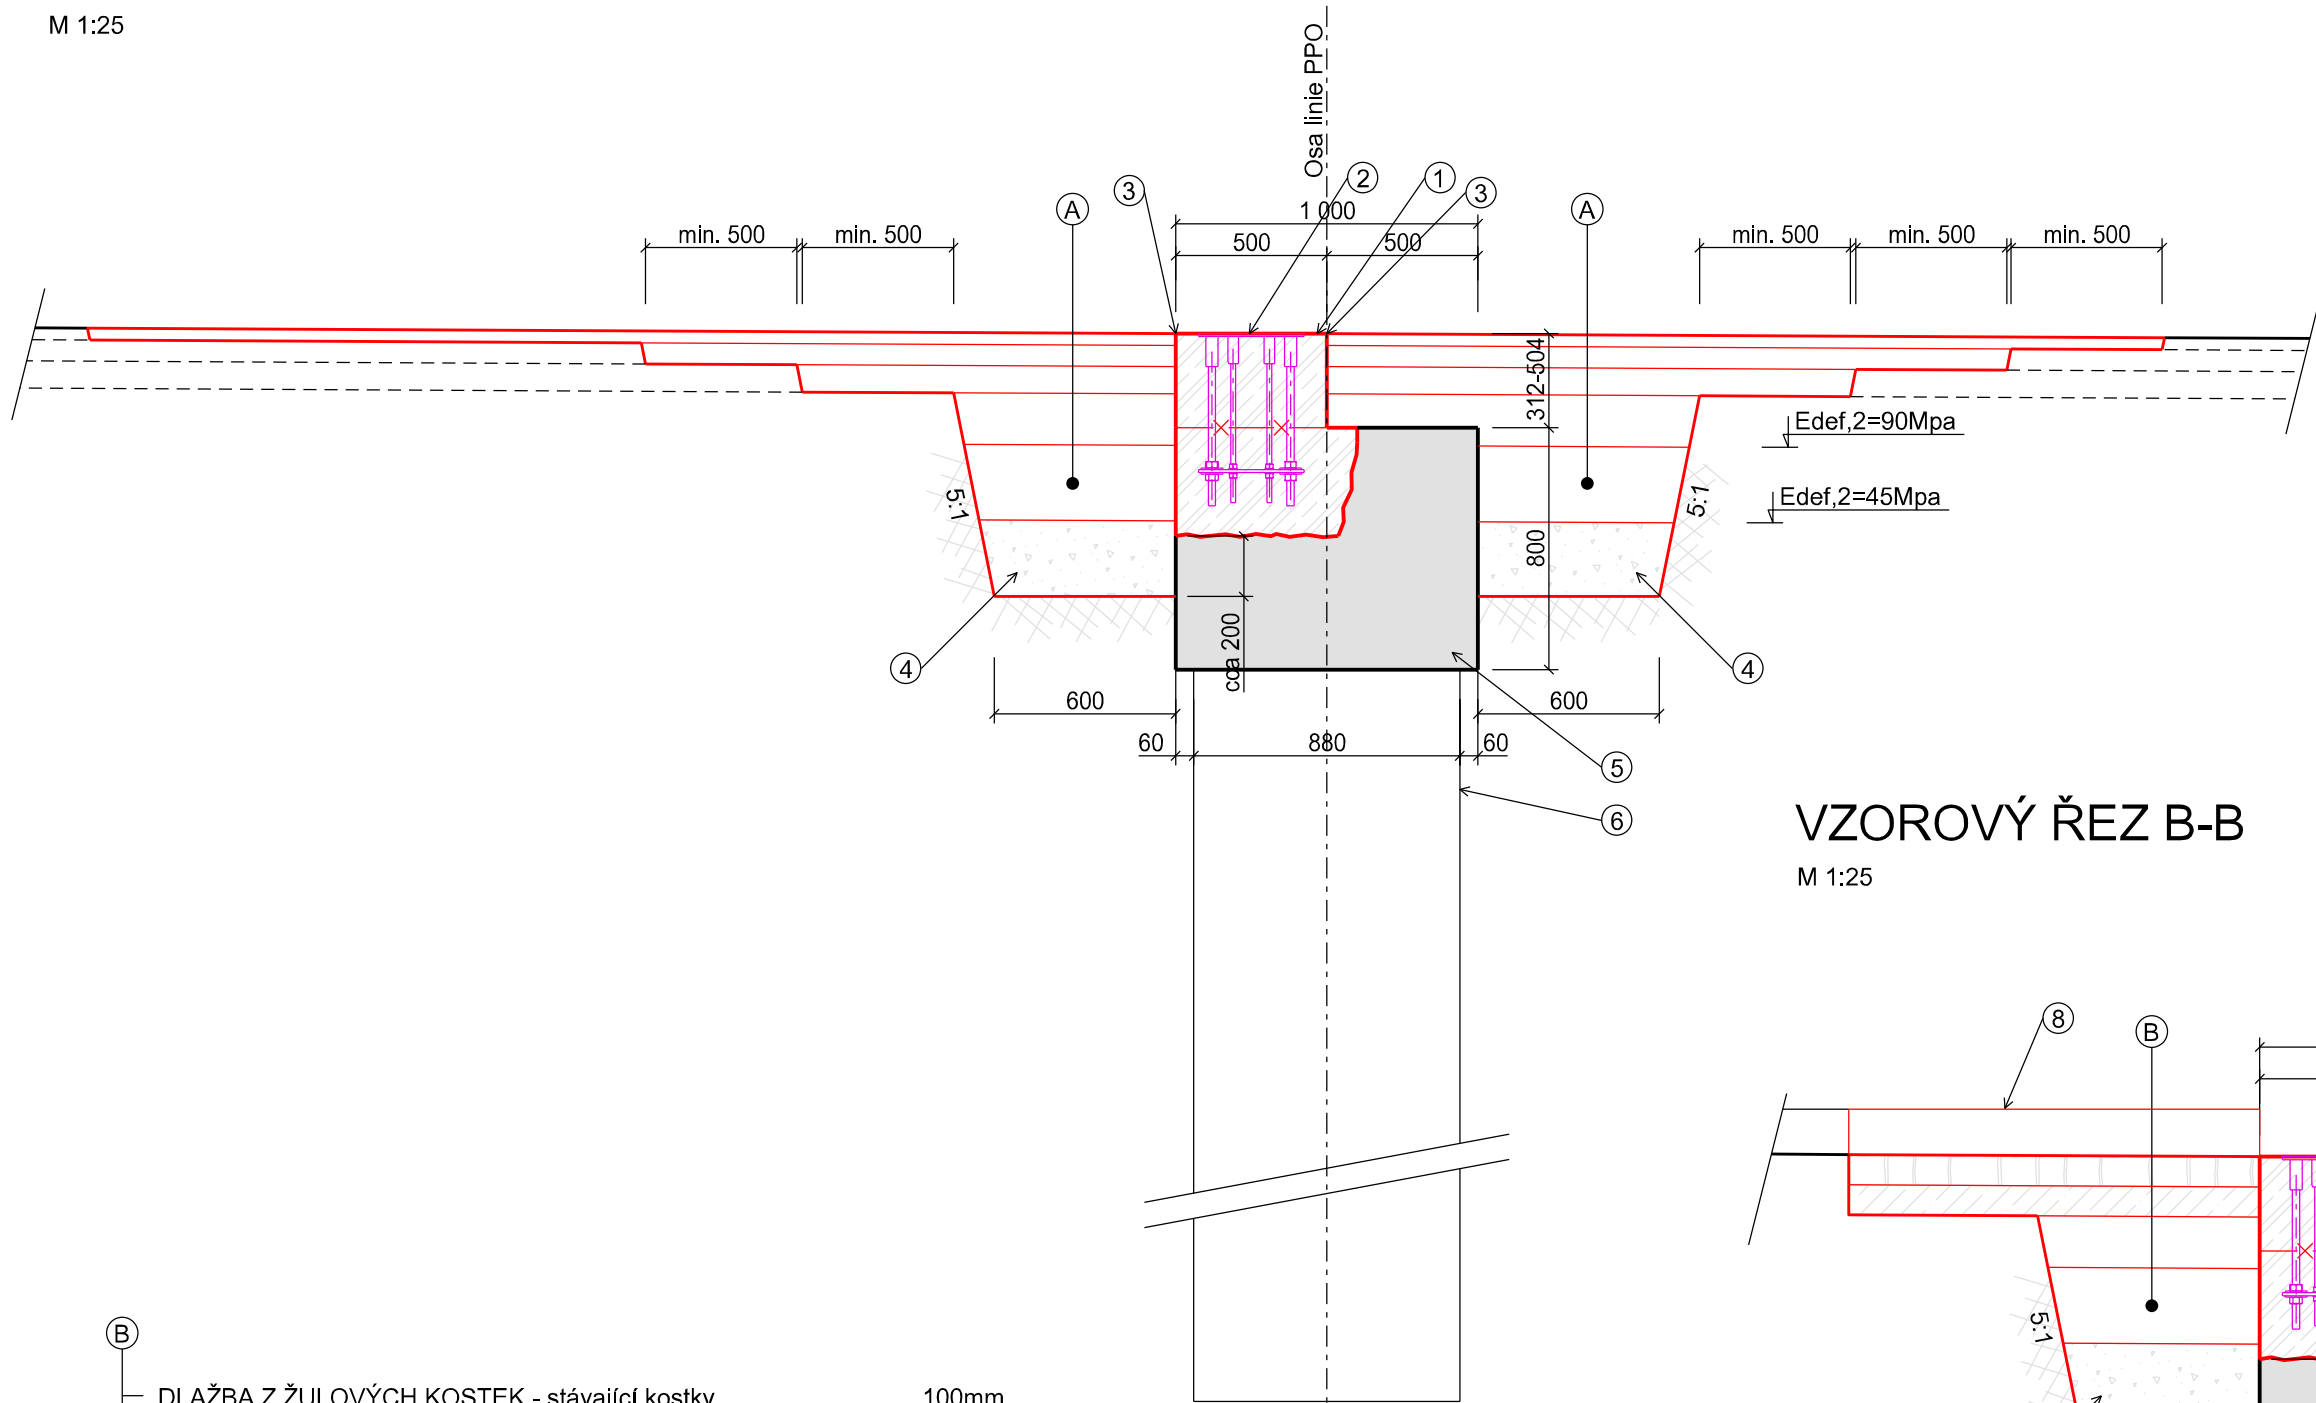 M 1:25
Osa linie PPO
3
2
1
3
A
A
1 000
min. 500
min. 500
500
500
min. 500
min. 500
min. 500
312-504
Edef,2=90Mpa
5:1
5:1
Edef,2=45Mpa
800
cca 200
4
4
600
600
60
880
60
5
6
VZOROVÝ ŘEZ B-B
M 1:25
8
B
5:1
B
DLAŽBA Z ŽULOVÝCH KOSTEK - stávající kostky
100mm